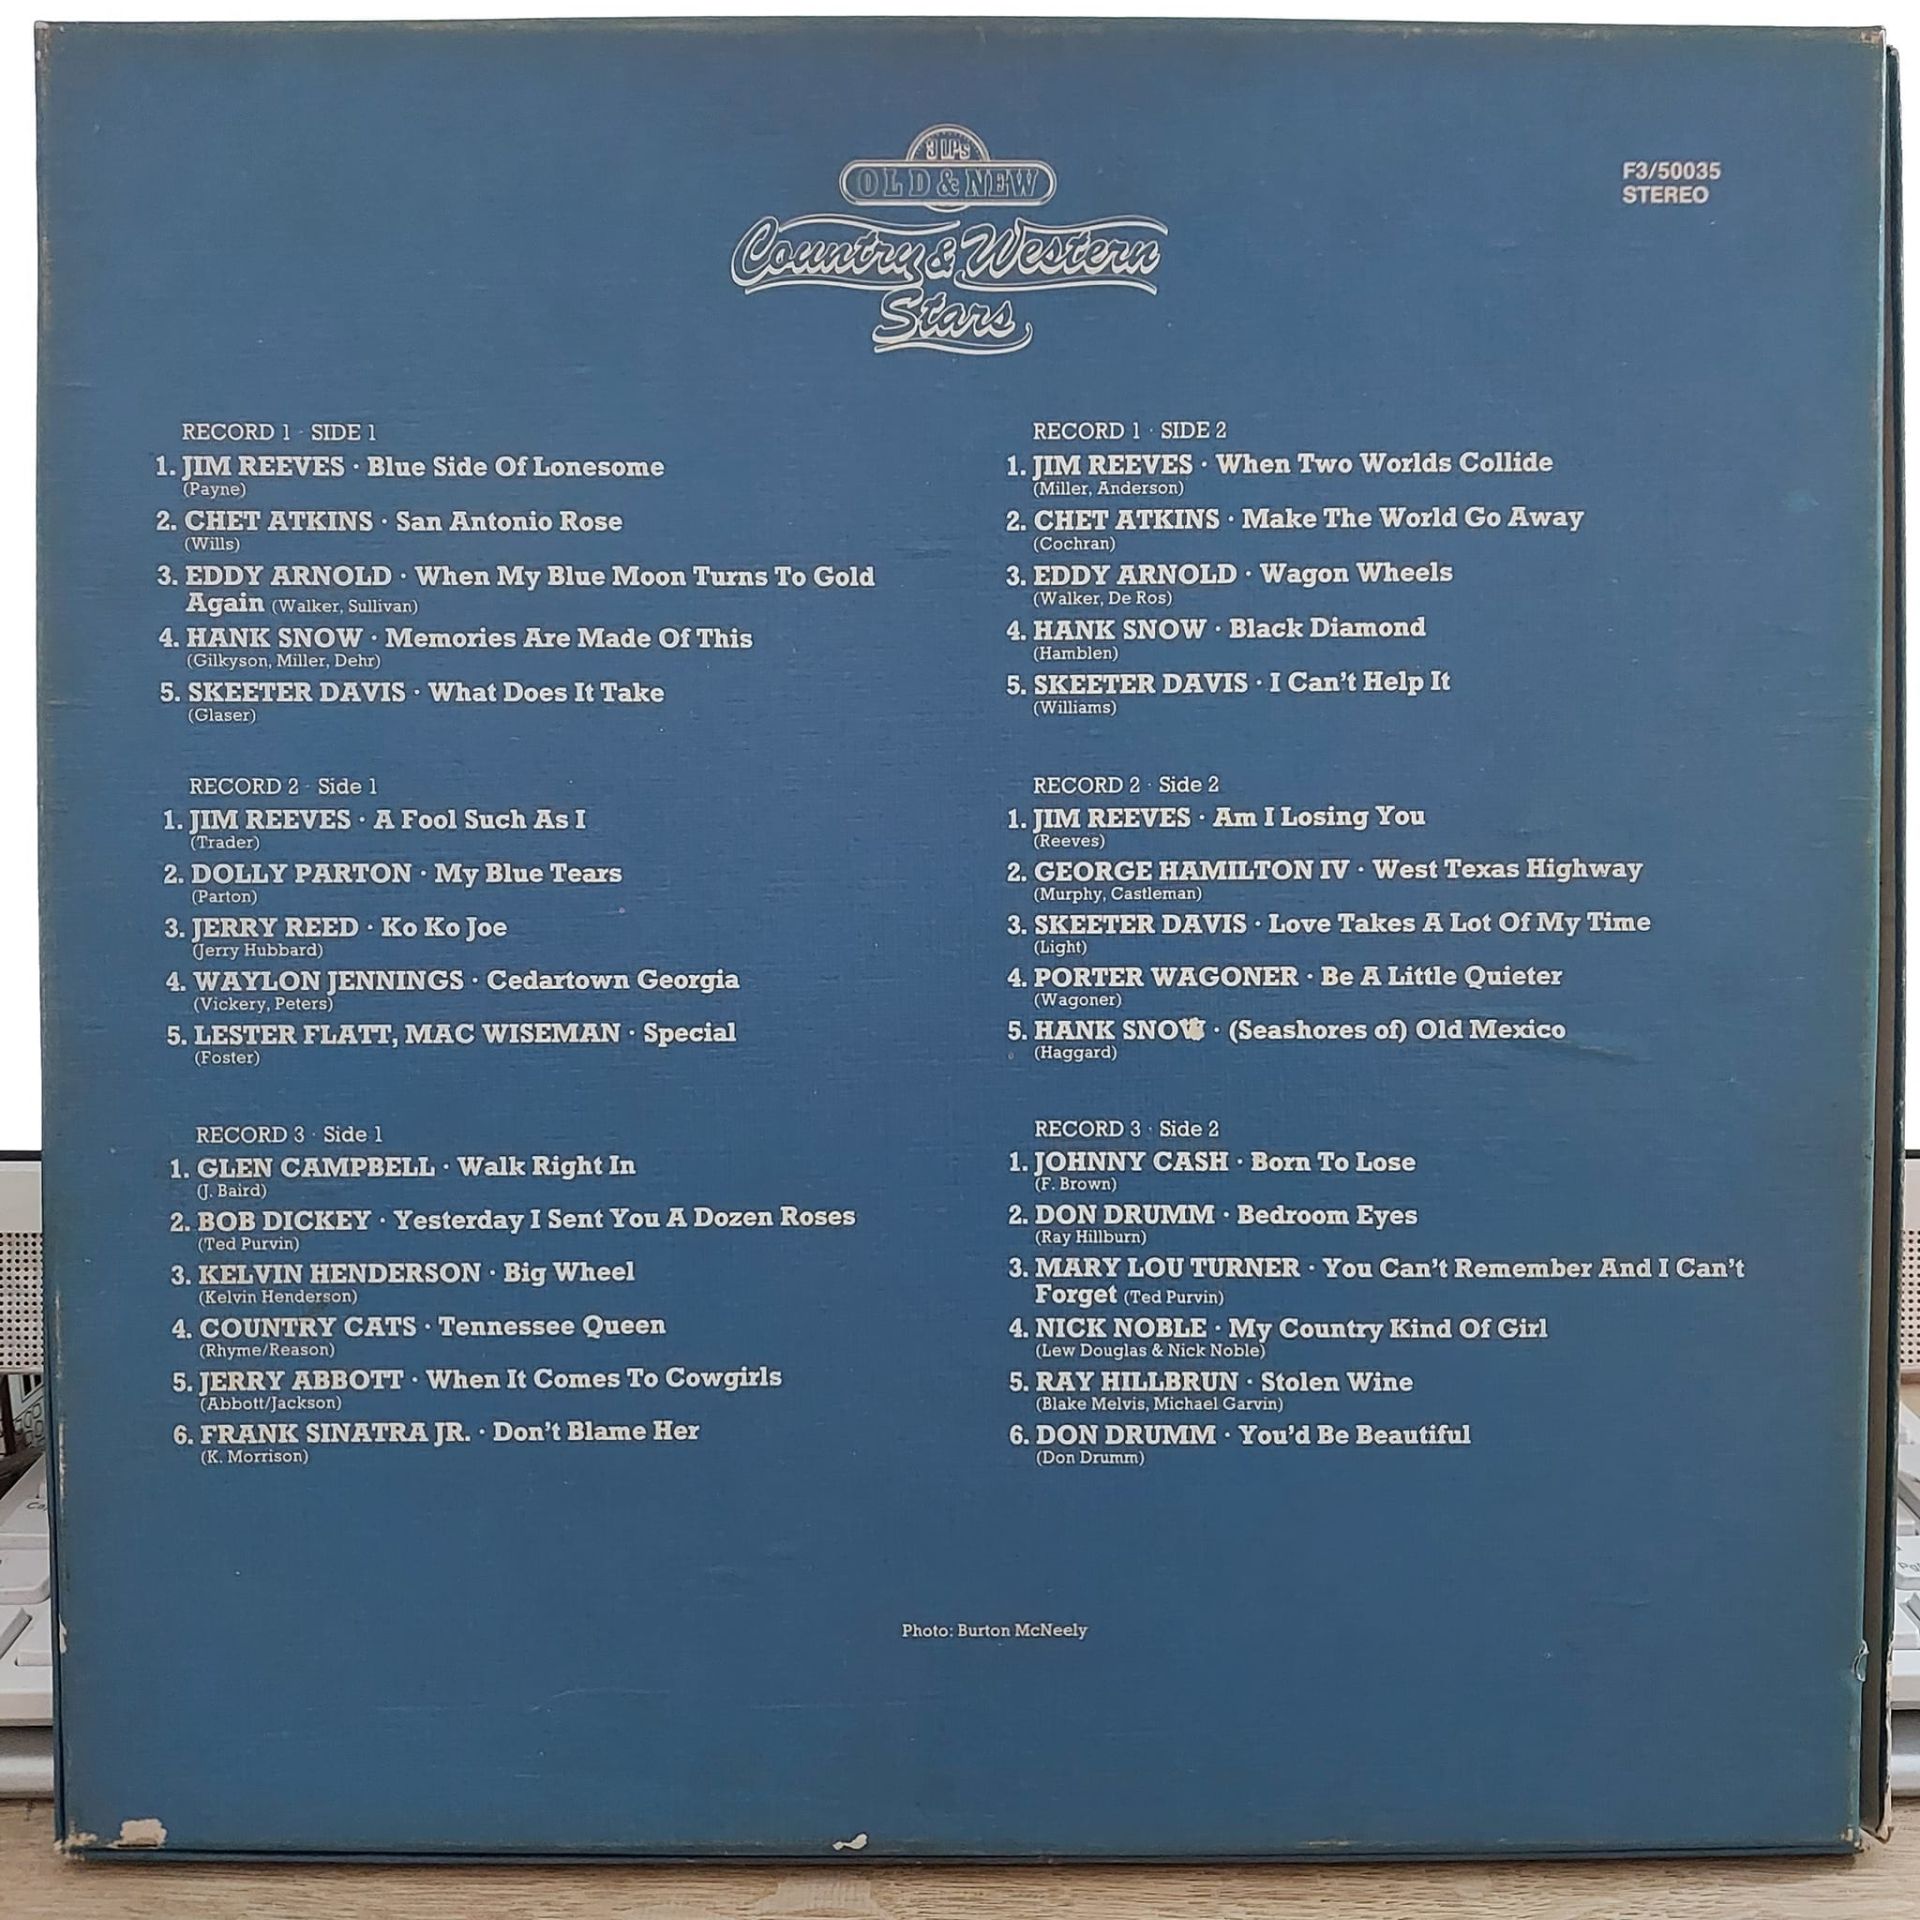 3 LPs
OLD & NEW
Country & Western
Stars
F3/50035
STEREO
RECORD 1 · SIDE 1
1. JIM REEVES · Blue Side Of Lonesome
(Payne)
2. CHET ATKINS · San Antonio Rose
(Wills)
3. EDDY ARNOLD · When My Blue Moon Turns To Gold
Again (Walker, Sullivan)
4. HANK SNOW · Memories Are Made Of This
(Gilkyson, Miller, Dehr)
5. SKEETER DAVIS · What Does It Take
(Glaser)
RECORD 1 · SIDE 2
1. JIM REEVES · When Two Worlds Collide
(Miller, Anderson)
2. CHET ATKINS · Make The World Go Away
(Cochran)
3. EDDY ARNOLD · Wagon Wheels
(Walker, De Ros)
4. HANK SNOW · Black Diamond
(Hamblen)
5. SKEETER DAVIS · I Can't Help It
(Williams)
RECORD 2 · Side 1
1. JIM REEVES · A Fool Such As I
(Trader)
2. DOLLY PARTON · My Blue Tears
(Parton)
3. JERRY REED · Ko Ko Joe
(Jerry Hubbard)
4. WAYLON JENNINGS · Cedartown Georgia
(Vickery, Peters)
5. LESTER FLATT, MAC WISEMAN · Special
(Foster)
RECORD 2 · Side 2
1. JIM REEVES · Am I Losing You
(Reeves)
2. GEORGE HAMILTON IV · West Texas Highway
(Murphy, Castleman)
3. SKEETER DAVIS · Love Takes A Lot Of My Time
(Light)
4. PORTER WAGONER · Be A Little Quieter
(Wagoner)
5. HANK SNOW · (Seashores of) Old Mexico
(Haggard)
RECORD 3 · Side 1
1. GLEN CAMPBELL · Walk Right In
(J. Baird)
2. BOB DICKEY · Yesterday I Sent You A Dozen Roses
(Ted Purvin)
3. KELVIN HENDERSON · Big Wheel
(Kelvin Henderson)
4. COUNTRY CATS · Tennessee Queen
(Rhyme/Reason)
5. JERRY ABBOTT · When It Comes To Cowgirls
(Abbott/Jackson)
6. FRANK SINATRA JR. · Don't Blame Her
(K. Morrison)
RECORD 3 · Side 2
1. JOHNNY CASH · Born To Lose
(F. Brown)
2. DON DRUMM · Bedroom Eyes
(Ray Hillburn)
3. MARY LOU TURNER · You Can't Remember And I Can't
Forget (Ted Purvin)
4. NICK NOBLE · My Country Kind Of Girl
(Lew Douglas & Nick Noble)
5. RAY HILLBRUN · Stolen Wine
(Blake Melvis, Michael Garvin)
6. DON DRUMM · You'd Be Beautiful
(Don Drumm)
Photo: Burton McNeely